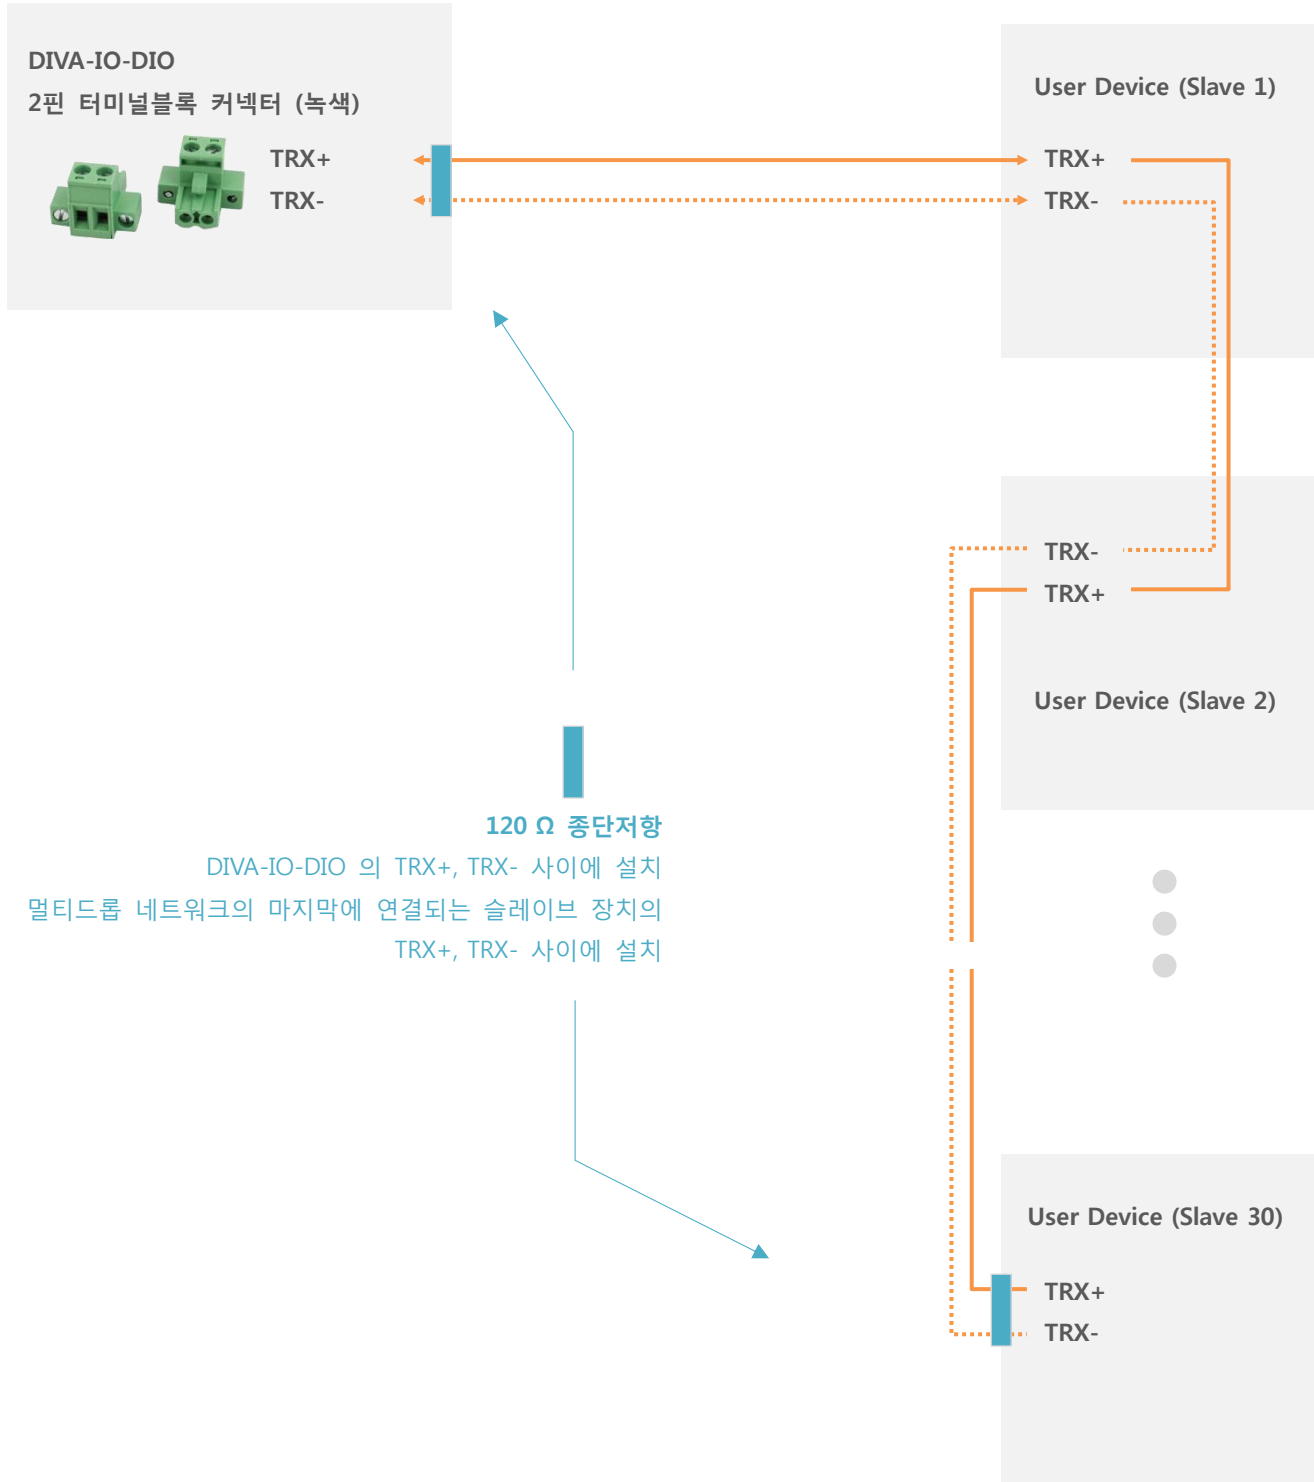 DIVA-IO-DIO
2핀 터미널블록 커넥터 (녹색)
TRX+
TRX-
User Device (Slave 1)
TRX+
TRX-
TRX-
TRX+
User Device (Slave 2)
120 Ω 종단저항
DIVA-IO-DIO 의 TRX+, TRX- 사이에 설치
멀티드롭 네트워크의 마지막에 연결되는 슬레이브 장치의
TRX+, TRX- 사이에 설치
User Device (Slave 30)
TRX+
TRX-